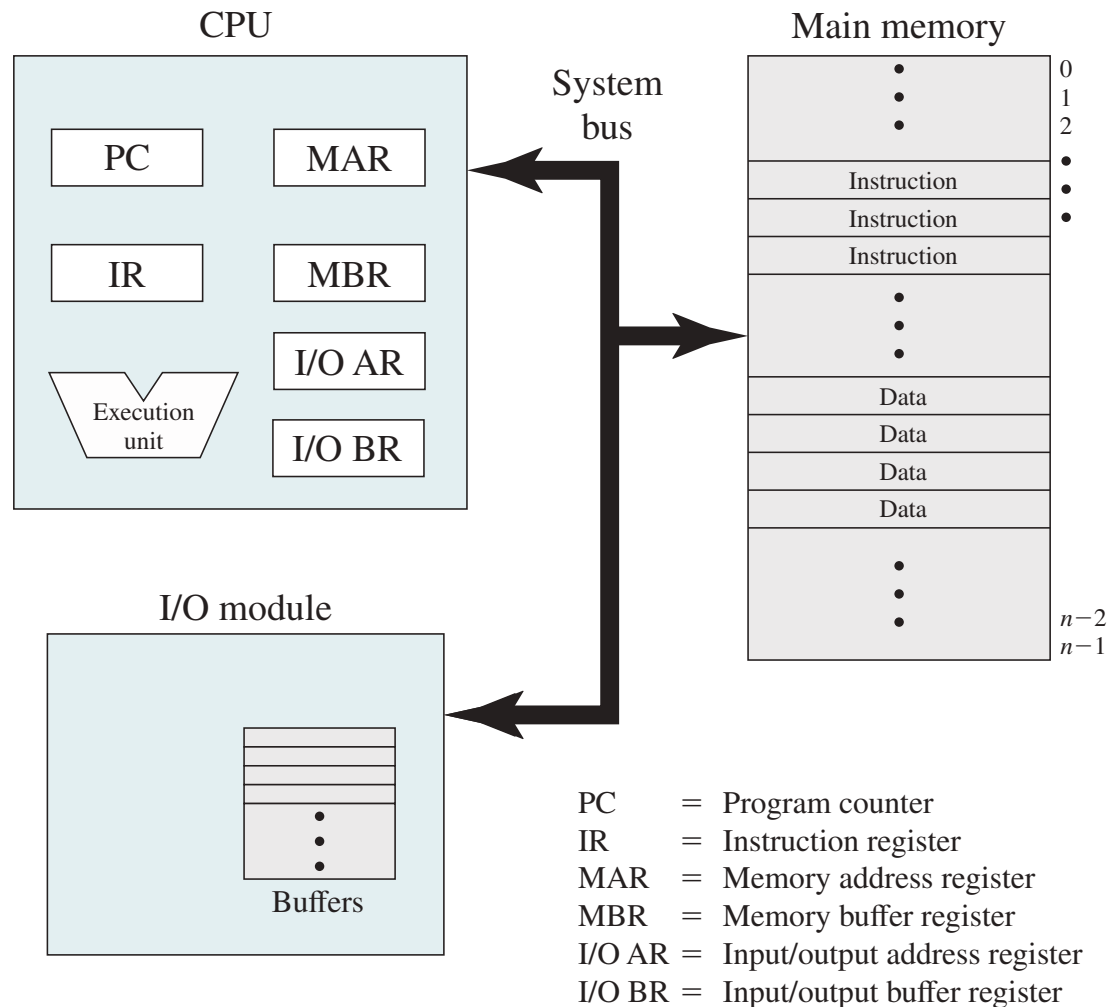 CPU
PC
MAR
IR
MBR
I/O AR
Execution
unit
I/O BR
System
bus
Main memory
0
1
2
Instruction
Instruction
Instruction
Data
Data
Data
Data
n−2
n−1
I/O module
Buffers
PC = Program counter
IR = Instruction register
MAR = Memory address register
MBR = Memory buffer register
I/O AR = Input/output address register
I/O BR = Input/output buffer register